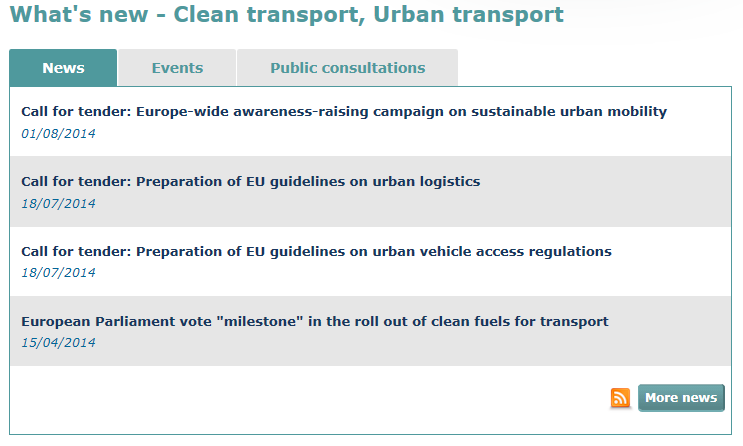 What's new - Clean transport, Urban transport
News Events Public consultations
Call for tender: Europe-wide awareness-raising campaign on sustainable urban mobility
01/08/2014
Call for tender: Preparation of EU guidelines on urban logistics
18/07/2014
Call for tender: Preparation of EU guidelines on urban vehicle access regulations
18/07/2014
European Parliament vote "milestone" in the roll out of clean fuels for transport
15/04/2014
More news